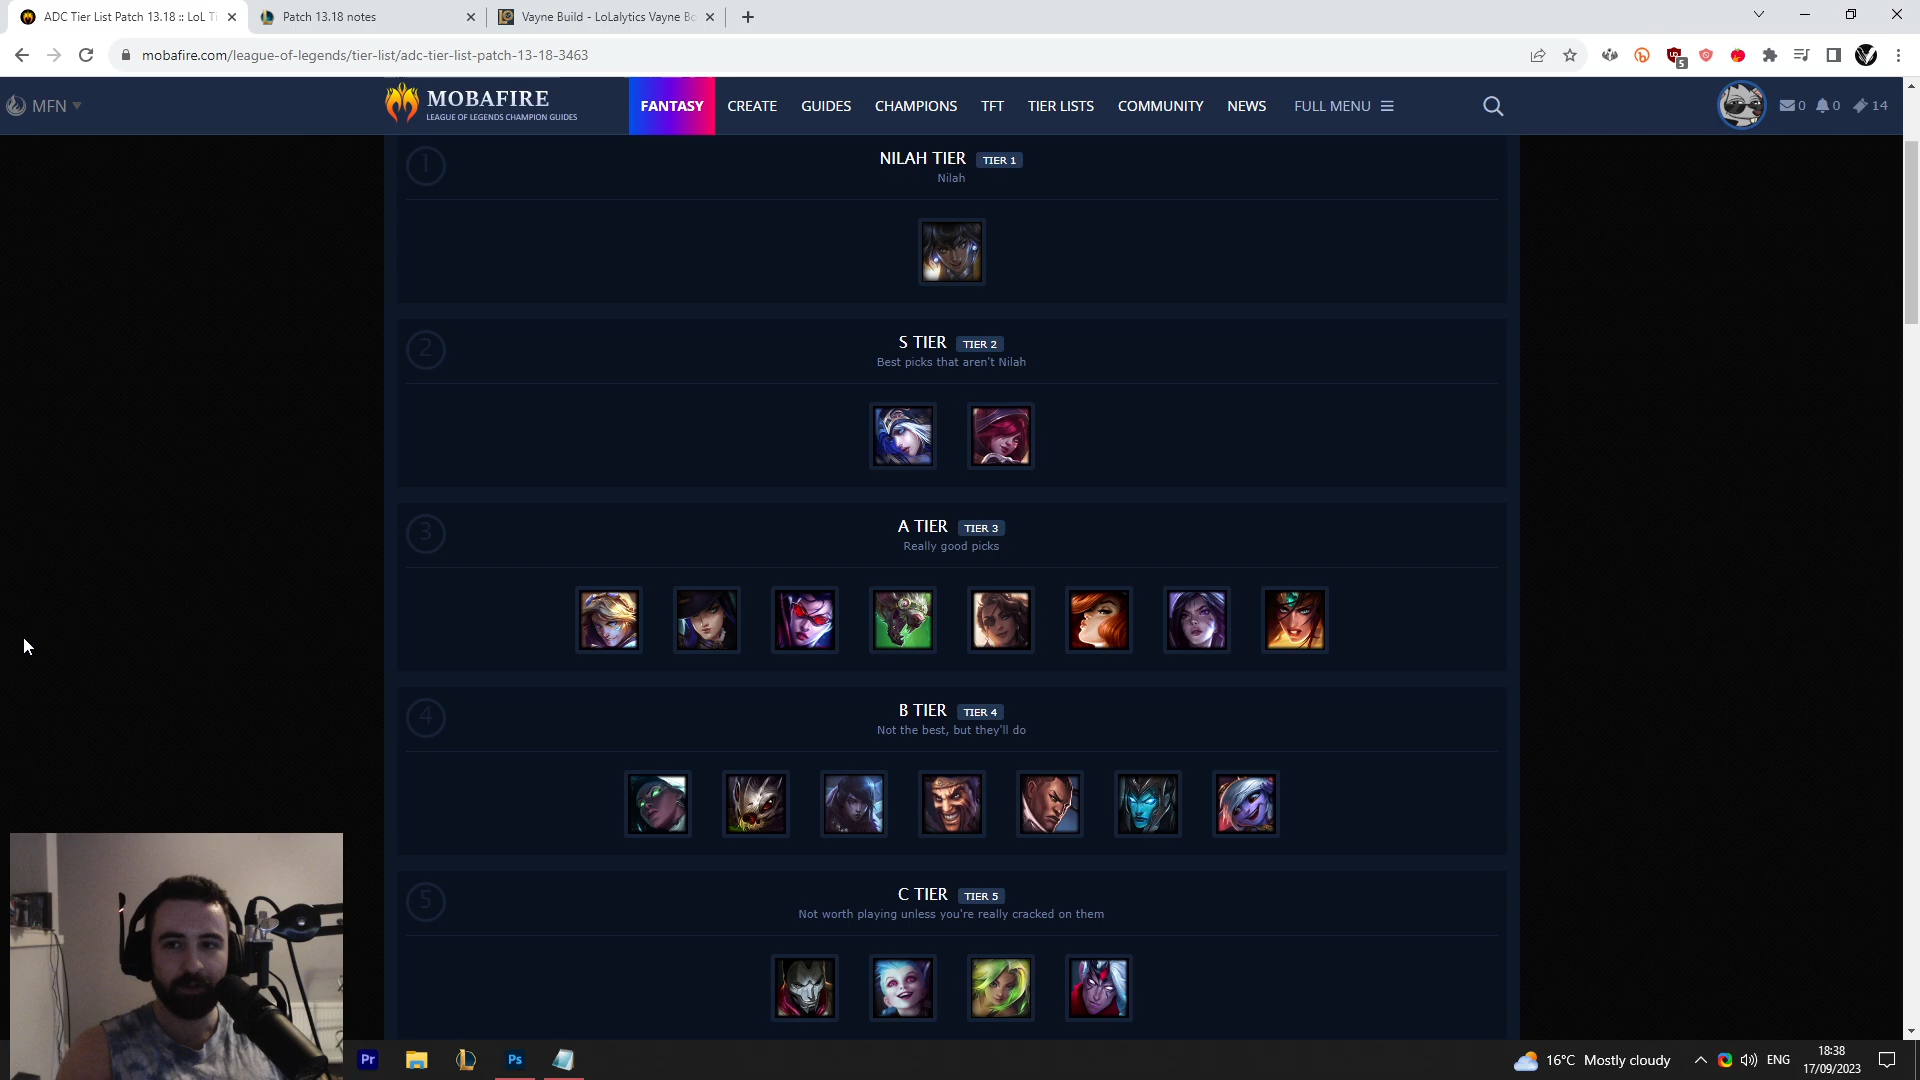 ADC Tier List Patch 13.18 :: LoL Ti
Patch 13.18 notes
Vayne Build - LoLalytics Vayne Bo
mobafire.com/league-of-legends/tier-list/adc-tier-list-patch-13-18-3463
5
MFN
MOBAFIRE
LEAGUE OF LEGENDS CHAMPION GUIDES
FANTASY
CREATE
GUIDES
CHAMPIONS
TFT
TIER LISTS
COMMUNITY
NEWS
FULL MENU
0
0
14
1
NILAH TIER TIER 1
Nilah
2
S TIER TIER 2
Best picks that aren't Nilah
3
A TIER TIER 3
Really good picks
4
B TIER TIER 4
Not the best, but they'll do
5
C TIER TIER 5
Not worth playing unless you're really cracked on them
Pr
Ps
16°C Mostly cloudy
ENG
18:38
17/09/2023